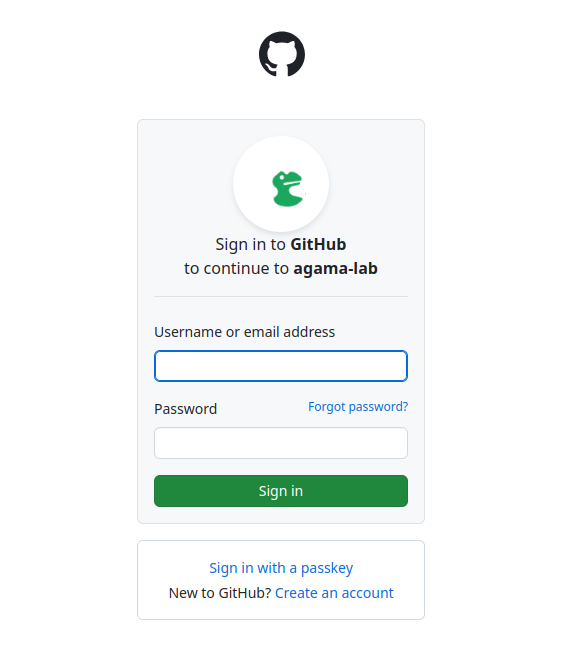 Sign in to GitHub
to continue to agama-lab
Username or email address
Password
Forgot password?
Sign in
Sign in with a passkey
New to GitHub? Create an account